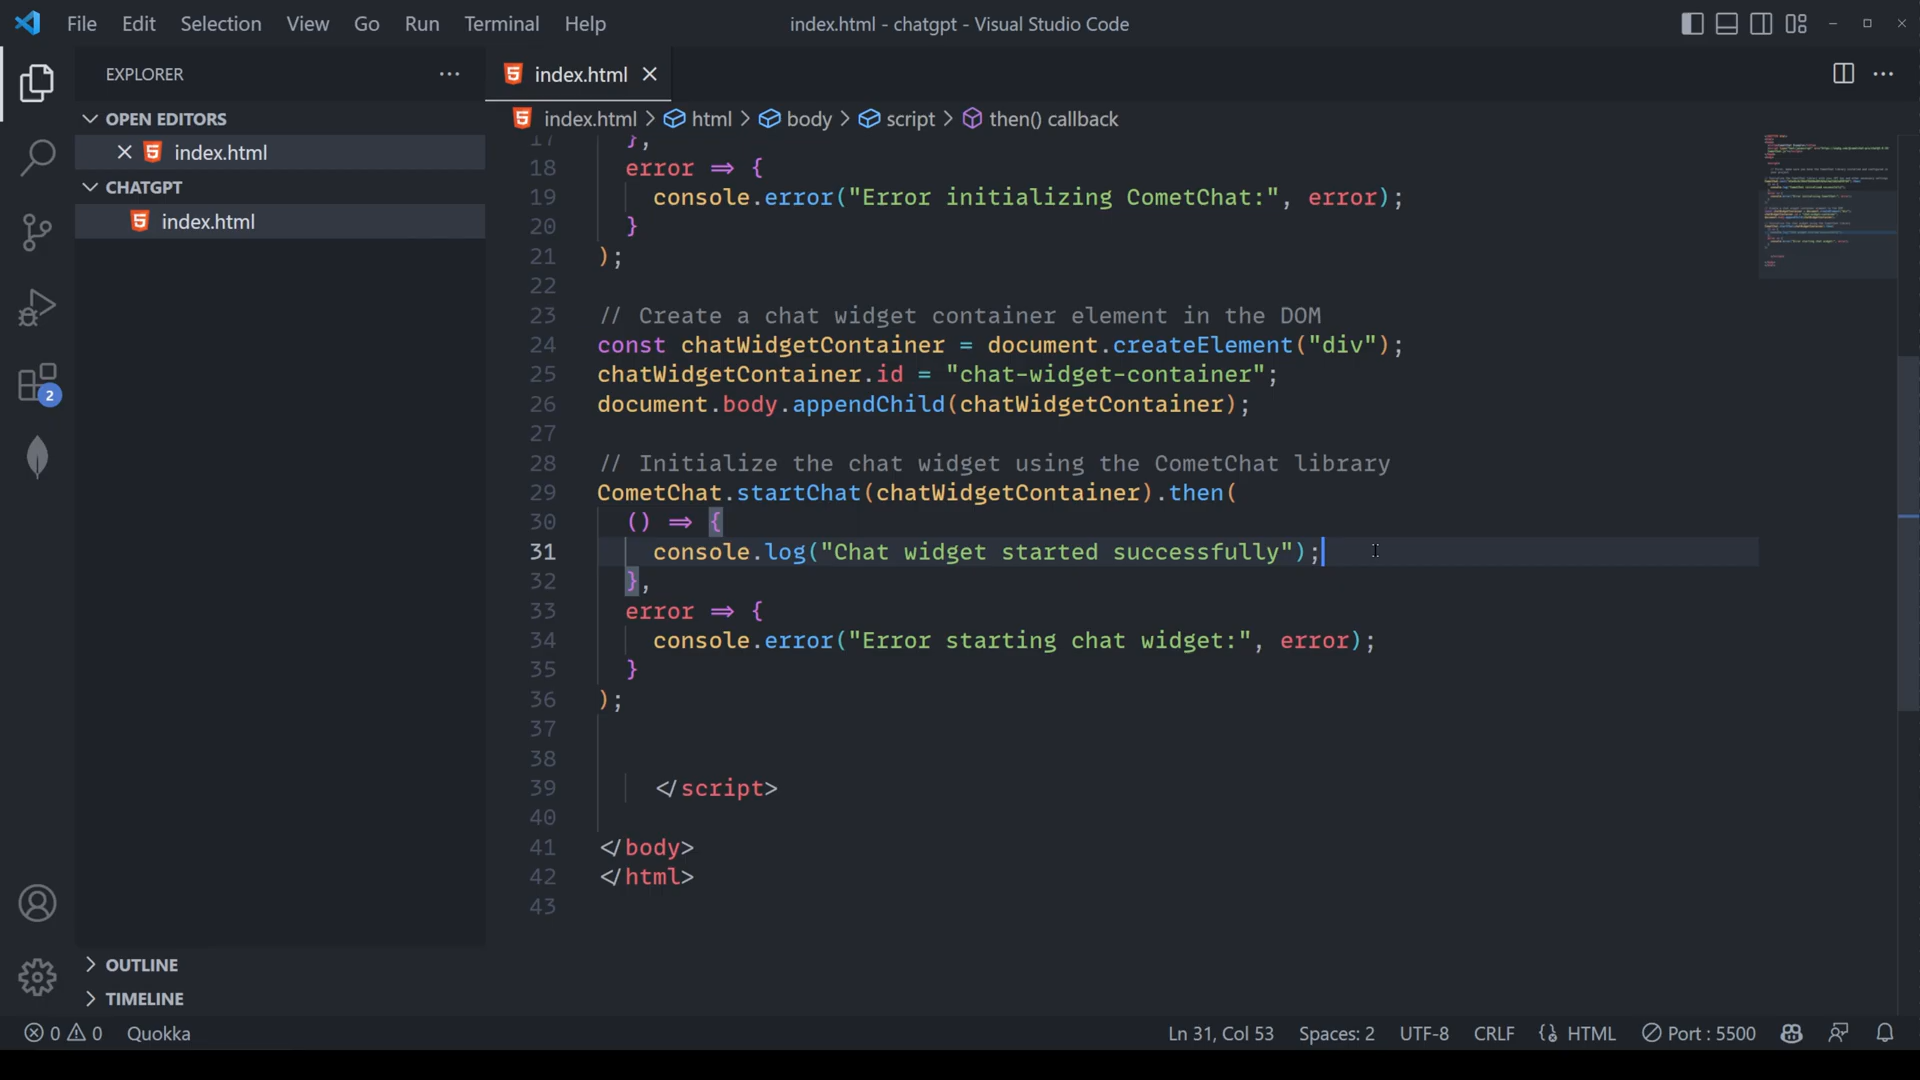 File Edit Selection View Go Run Terminal Help
index.html - chatgpt - Visual Studio Code
EXPLORER
OPEN EDITORS
index.html
CHATGPT
index.html
OUTLINE
TIMELINE
index.html
index.html > html > body > script > then() callback
17 },
18 error => {
19 console.error("Error initializing CometChat:", error);
20 }
21 );
22
23 // Create a chat widget container element in the DOM
24 const chatWidgetContainer = document.createElement("div");
25 chatWidgetContainer.id = "chat-widget-container";
26 document.body.appendChild(chatWidgetContainer);
27
28 // Initialize the chat widget using the CometChat library
29 CometChat.startChat(chatWidgetContainer).then(
30 () => {
31 console.log("Chat widget started successfully");
32 },
33 error => {
34 console.error("Error starting chat widget:", error);
35 }
36 );
37
38
39 </script>
40
41 </body>
42 </html>
43
2
0 0 Quokka
Ln 31, Col 53 Spaces: 2 UTF-8 CRLF HTML Port : 5500